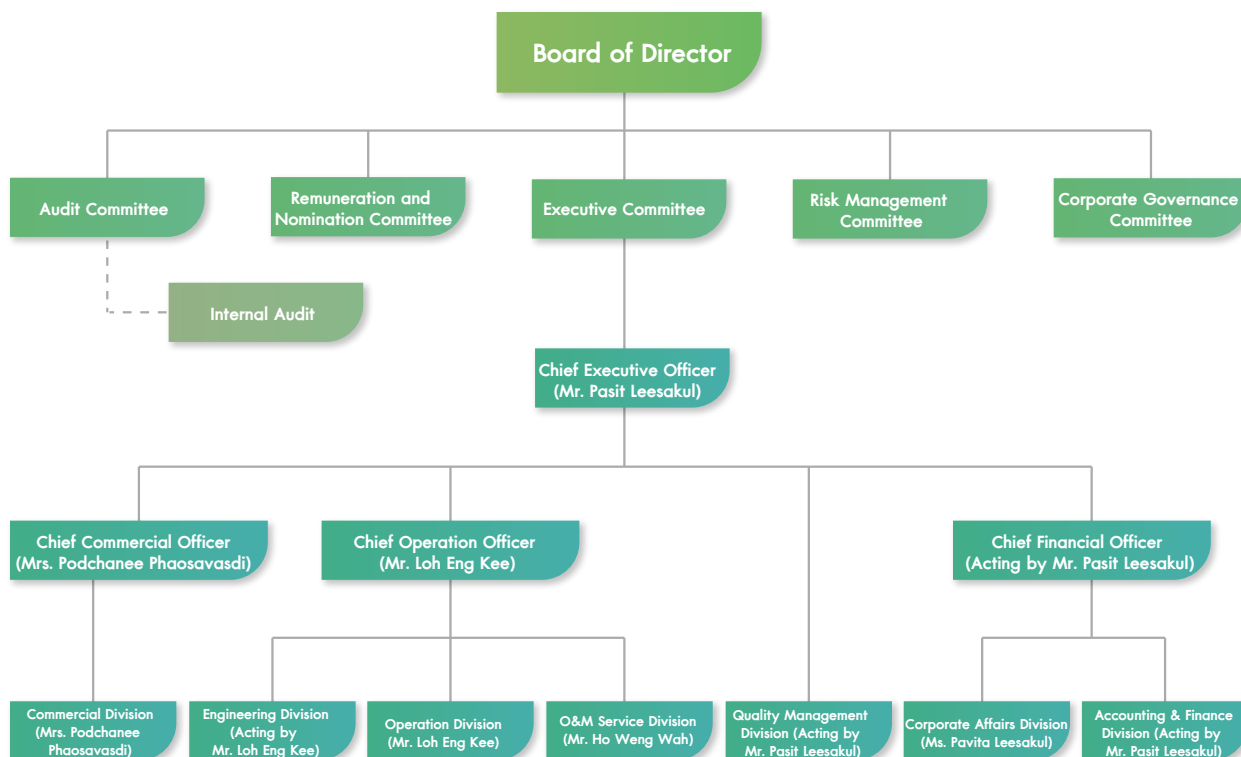 Board of Director
Audit Committee
Remuneration and
Nomination Committee
Executive Committee
Risk Management
Committee
Corporate Governance
Committee
Internal Audit
Chief Executive Officer
(Mr. Pasit Leesakul)
Chief Commercial Officer
(Mrs. Podchanee Phaosavasdi)
Chief Operation Officer
(Mr. Loh Eng Kee)
Chief Financial Officer
(Acting by Mr. Pasit Leesakul)
Commercial Division
(Mrs. Podchanee
Phaosavasdi)
Engineering Division
(Acting by
Mr. Loh Eng Kee)
Operation Division
(Mr. Loh Eng Kee)
O&M Service Division
(Mr. Ho Weng Wah)
Quality Management
Division (Acting by
Mr. Pasit Leesakul)
Corporate Affairs Division
(Ms. Pavita Leesakul)
Accounting & Finance
Division (Acting by
Mr. Pasit Leesakul)